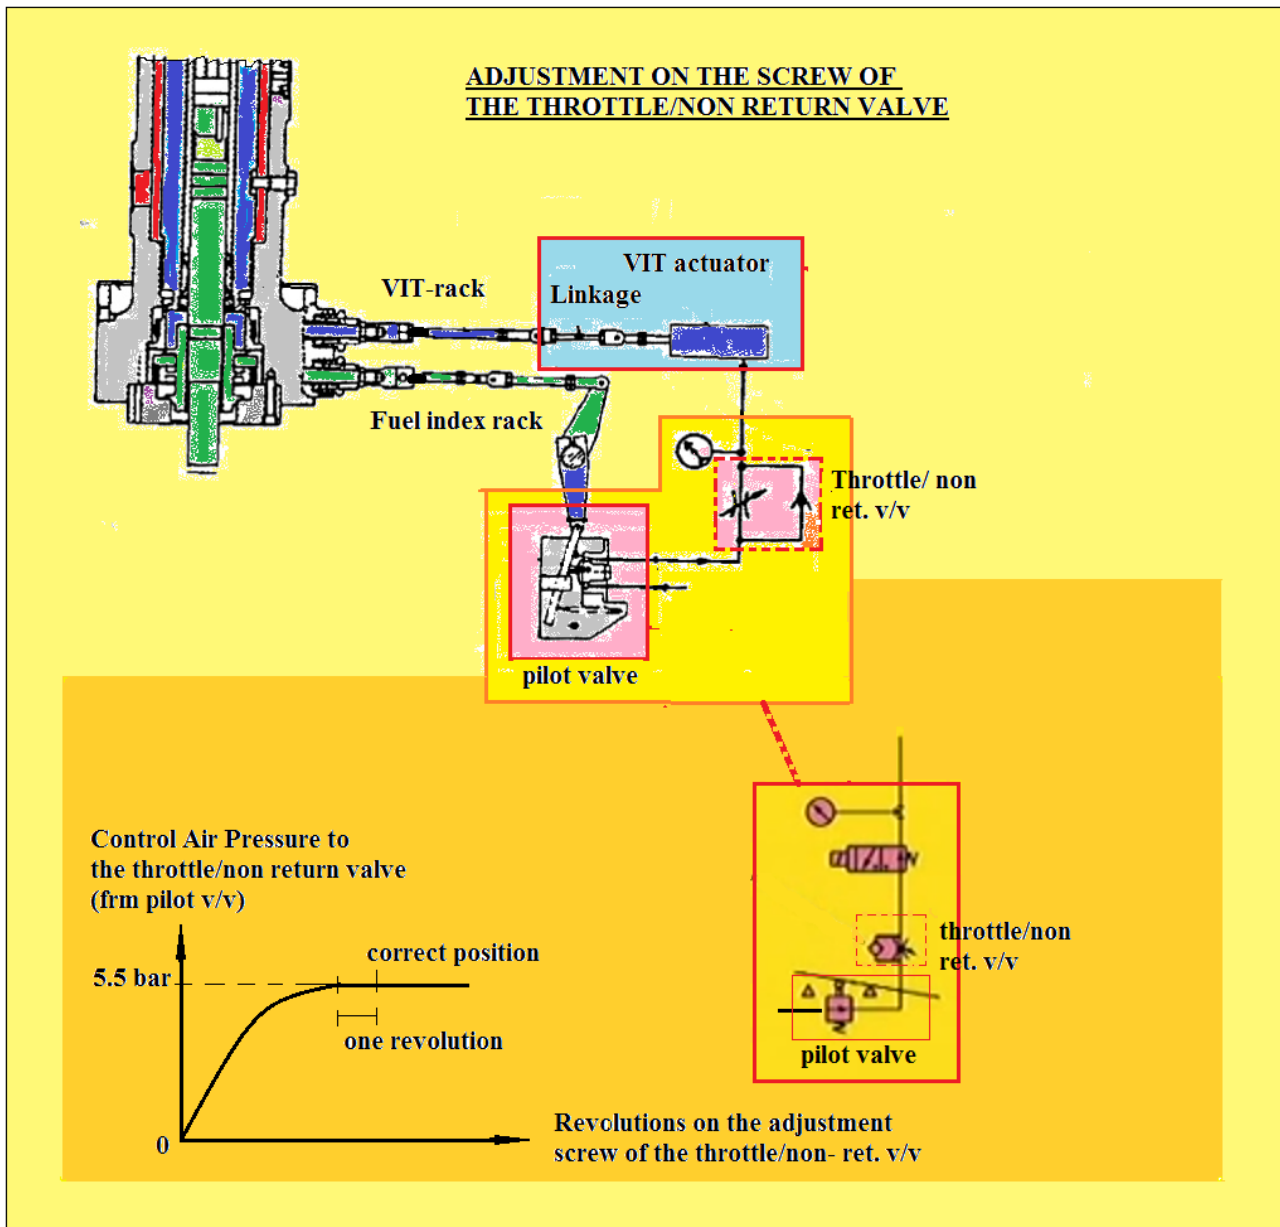 ADJUSTMENT ON THE SCREW OF
THE THROTTLE/NON RETURN VALVE
VIT actuator
Linkage
VIT-rack
Fuel index rack
Throttle/ non
ret. v/v
pilot valve
Control Air Pressure to
the throttle/non return valve
(frm pilot v/v)
5.5 bar
correct position
one revolution
0
Revolutions on the adjustment
screw of the throttle/non- ret. v/v
throttle/non
ret. v/v
pilot valve